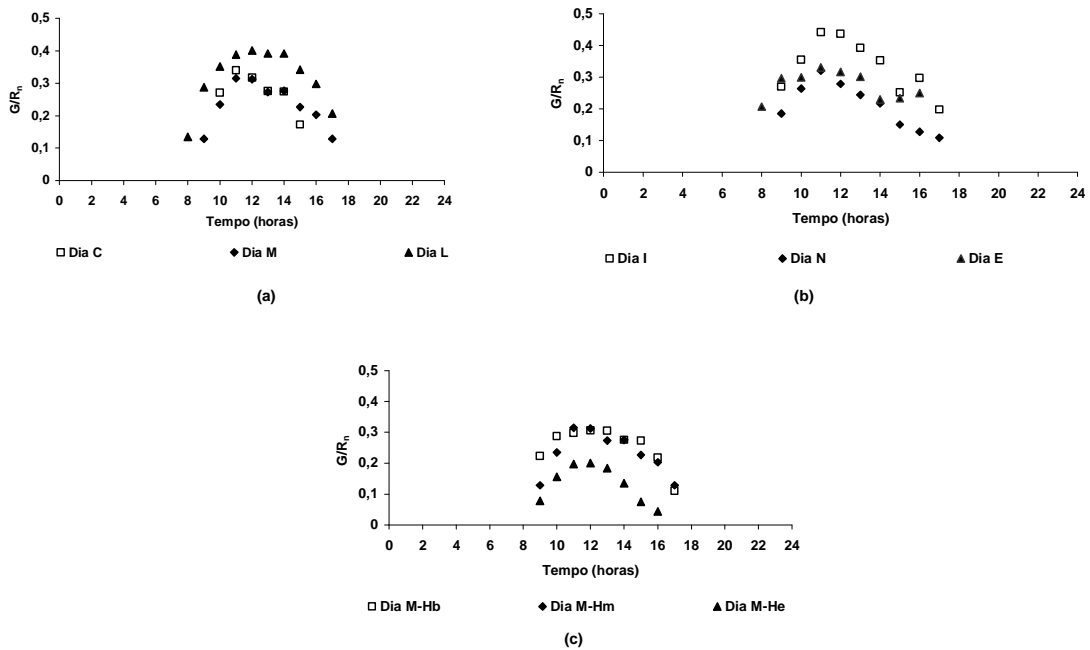 0,5
0,4
0,3
0,2
0,1
0
G/Rn
0 2 4 6 8 10 12 14 16 18 20 22 24
Tempo (horas)
Dia C Dia M Dia L
(a)
0,5
0,4
0,3
0,2
0,1
0
G/Rn
0 2 4 6 8 10 12 14 16 18 20 22 24
Tempo (horas)
Dia I Dia N Dia E
(b)
0,5
0,4
0,3
0,2
0,1
0
G/Rn
0 2 4 6 8 10 12 14 16 18 20 22 24
Tempo (horas)
Dia M-Hb Dia M-Hm Dia M-He
(c)